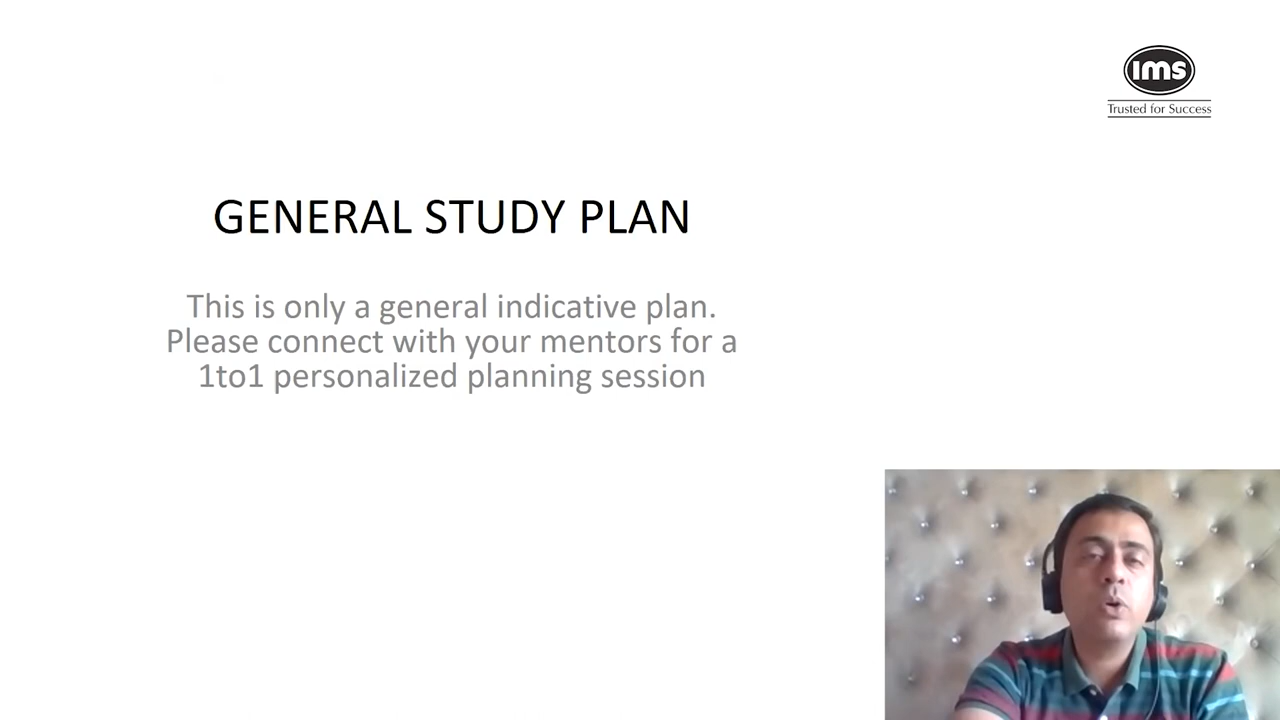 ims
Trusted for Success
GENERAL STUDY PLAN
This is only a general indicative plan.
Please connect with your mentors for a
1to1 personalized planning session